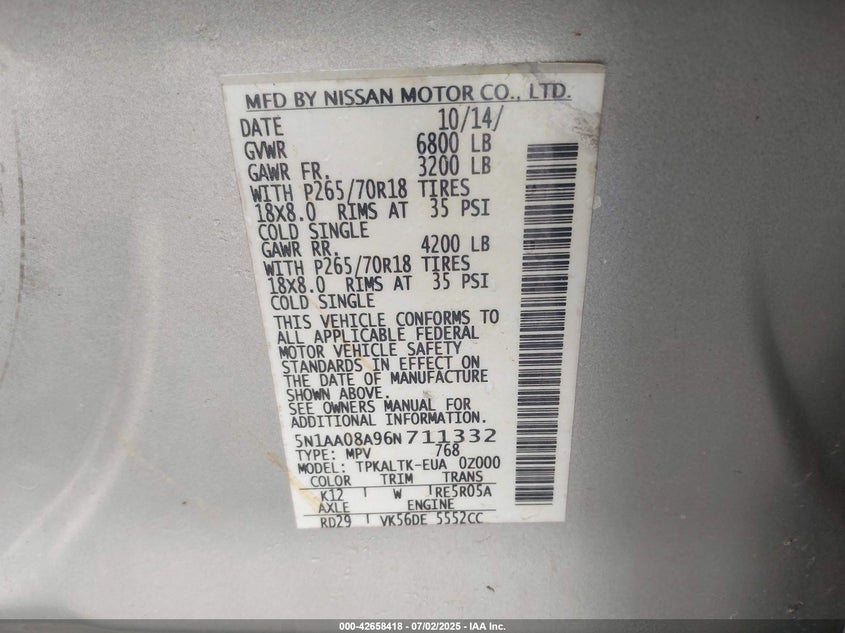 MFD BY NISSAN MOTOR CO., LTD.
DATE 10/14/
GVWR 6800 LB
GAWR FR. 3200 LB
WITH P265/70R18 TIRES
18X8.0 RIMS AT 35 PSI
COLD SINGLE
GAWR RR. 4200 LB
WITH P265/70R18 TIRES
18X8.0 RIMS AT 35 PSI
COLD SINGLE
THIS VEHICLE CONFORMS TO
ALL APPLICABLE FEDERAL
MOTOR VEHICLE SAFETY
STANDARDS IN EFFECT ON
THE DATE OF MANUFACTURE
SHOWN ABOVE.
SEE OWNERS MANUAL FOR
ADDITIONAL INFORMATION.
5N1AA08A96N711332
TYPE: MPV 768
MODEL: TPKALTK-EUA 0Z000
COLOR TRIM TRANS
K12 W RE5R05A
AXLE ENGINE
RD29 VK56DE 5552CC
000-42658418 - 07/02/2025 - IAA Inc.